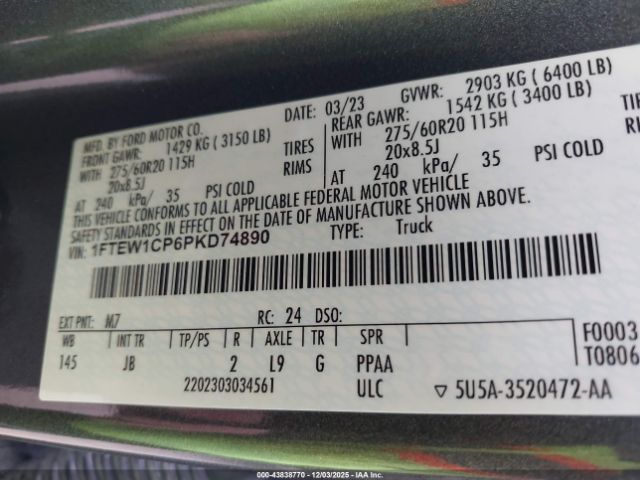 MFD. BY FORD MOTOR CO.
DATE: 03/23 GVWR: 2903 KG ( 6400 LB)
FRONT GAWR: 1429 KG ( 3150 LB)
REAR GAWR: 1542 KG ( 3400 LB)
WITH 275/60R20 115H TIRES
WITH 275/60R20 115H
20x8.5J RIMS
20x8.5J
AT 240 kPa/ 35 PSI COLD
AT 240 kPa/ 35 PSI COLD
THIS VEHICLE CONFORMS TO ALL APPLICABLE FEDERAL MOTOR VEHICLE
SAFETY STANDARDS IN EFFECT ON THE DATE OF MANUFACTURE SHOWN ABOVE.
VIN: 1FTEW1CP6PKD74890 TYPE: Truck
EXT PNT: M7 RC: 24 DSO:
WB INT TR TP/PS R AXLE TR SPR
145 JB 2 L9 G PPAA
F0003
T0806
2202303034561 ULC ▽ 5U5A-3520472-AA
000-43838770 - 12/03/2025 - IAA Inc.